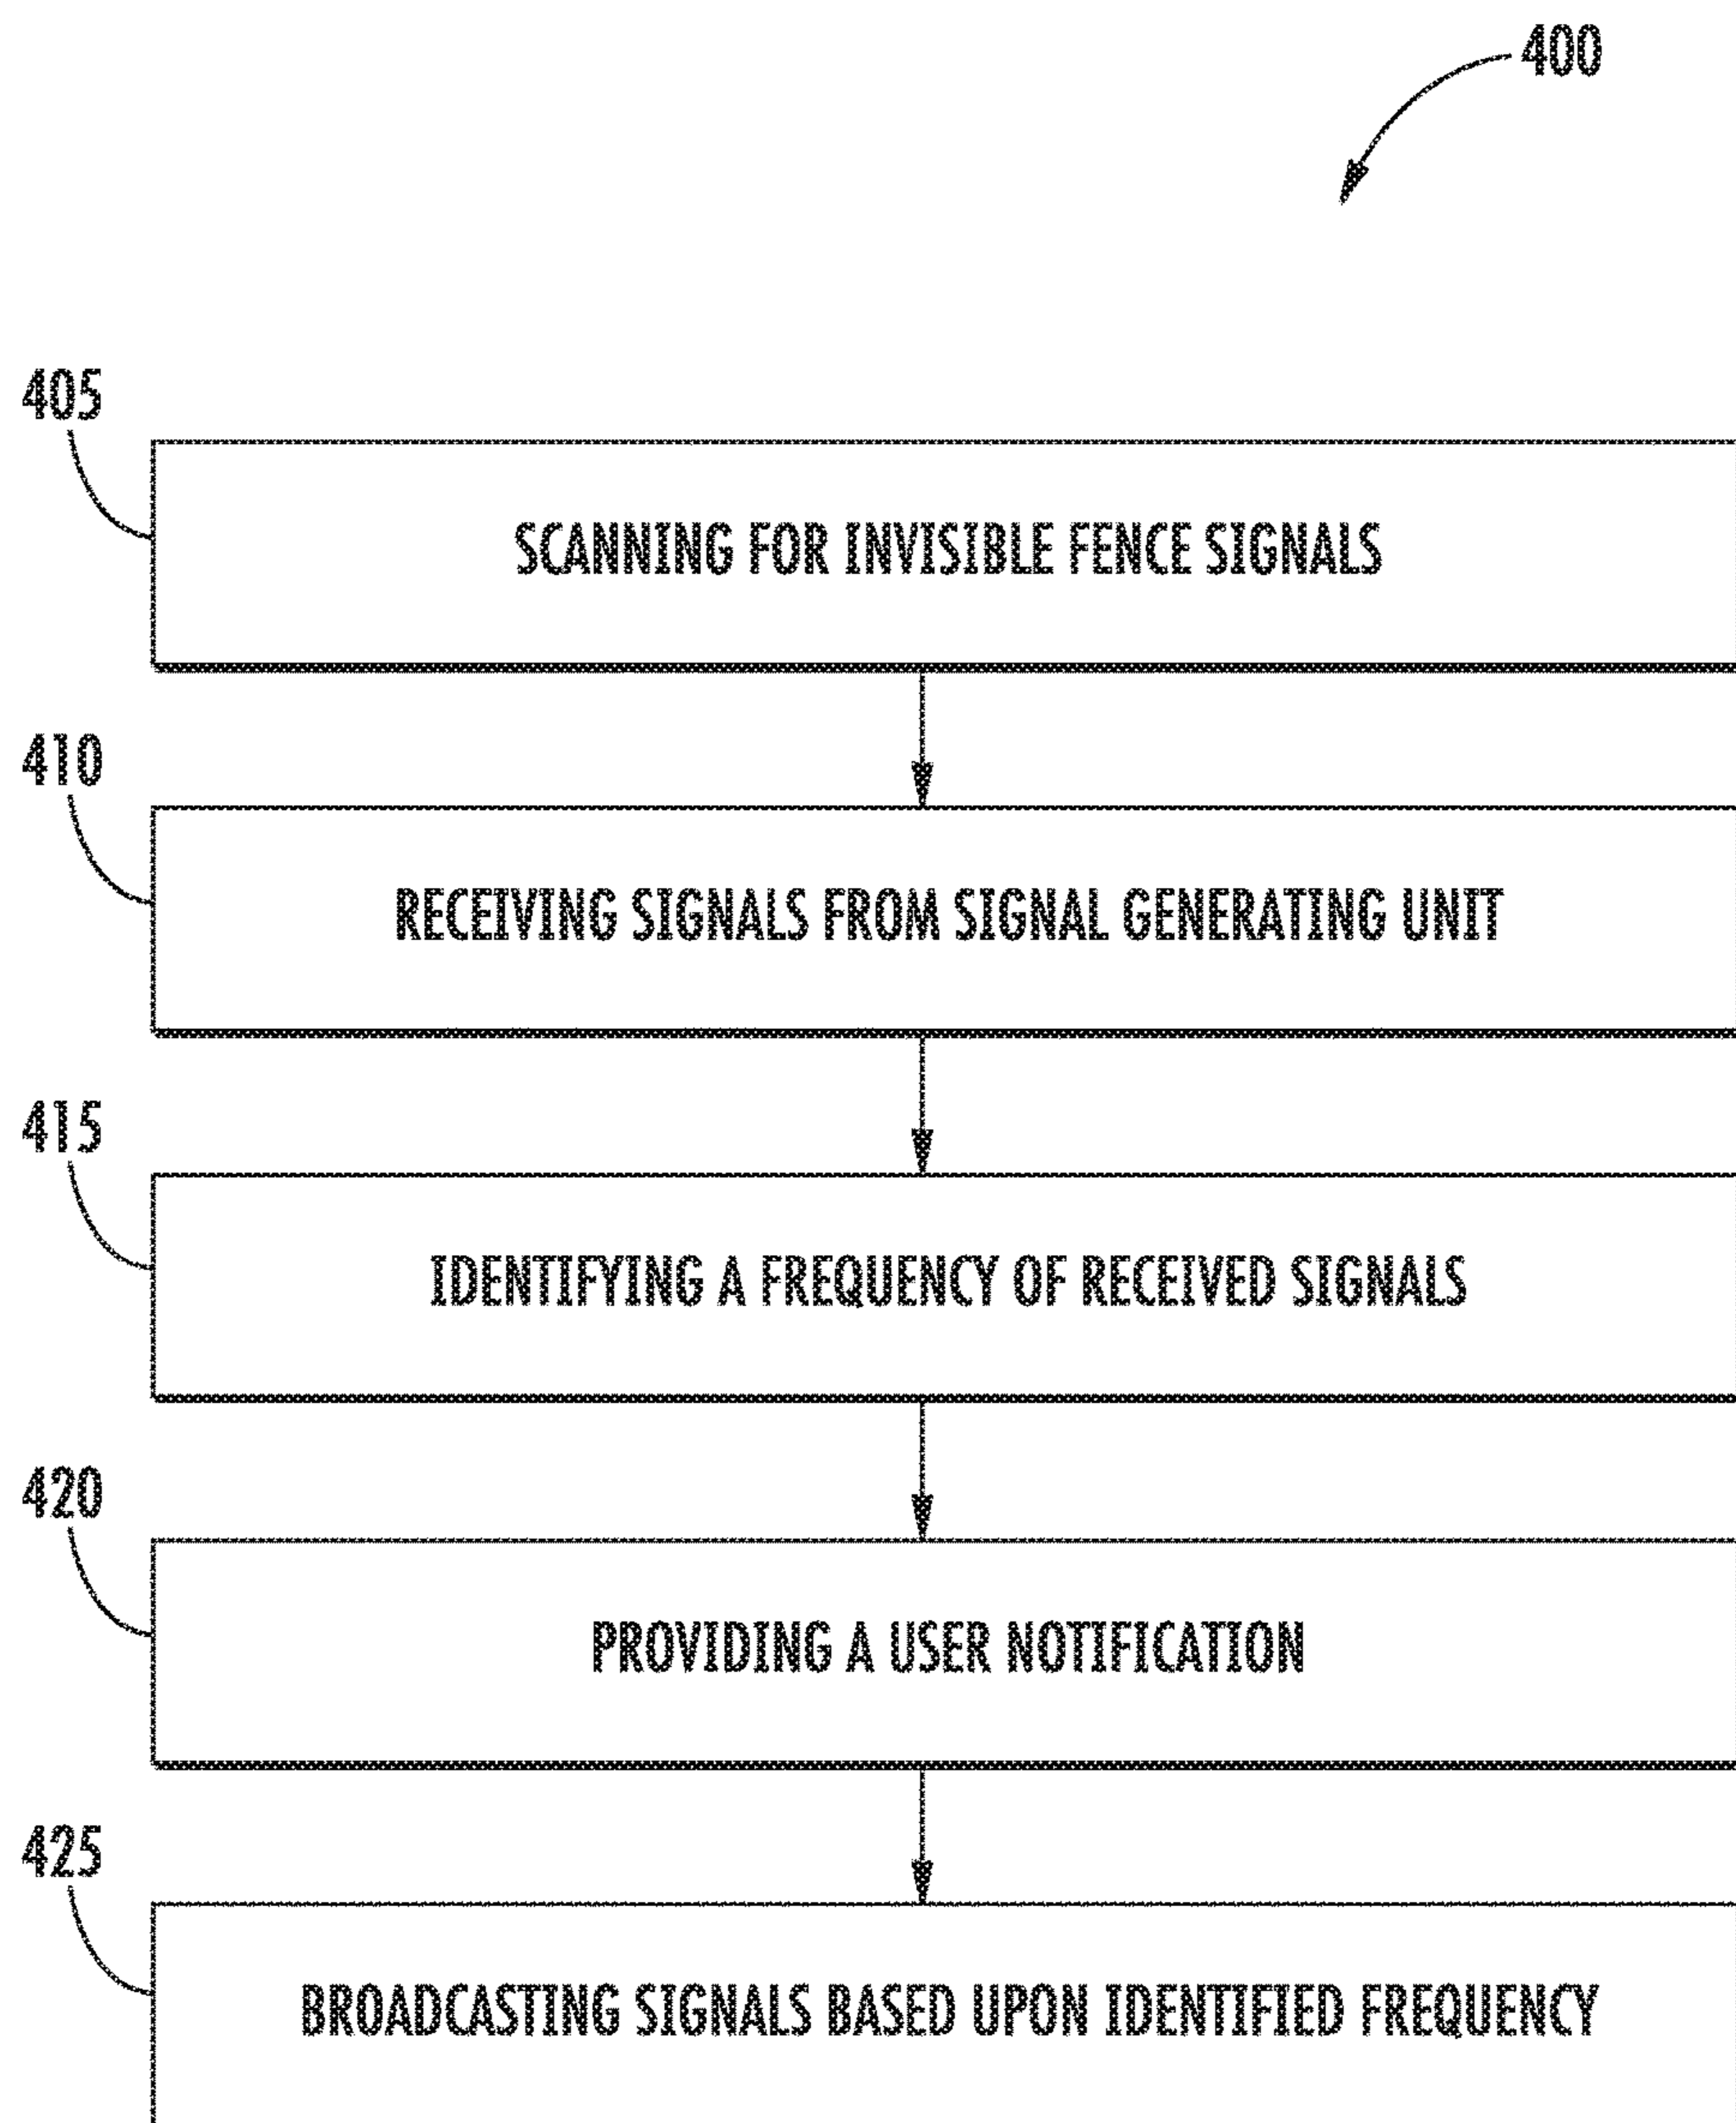 400
405
SCANNING FOR INVISIBLE FENCE SIGNALS
410
RECEIVING SIGNALS FROM SIGNAL GENERATING UNIT
415
IDENTIFYING A FREQUENCY OF RECEIVED SIGNALS
420
PROVIDING A USER NOTIFICATION
425
BROADCASTING SIGNALS BASED UPON IDENTIFIED FREQUENCY